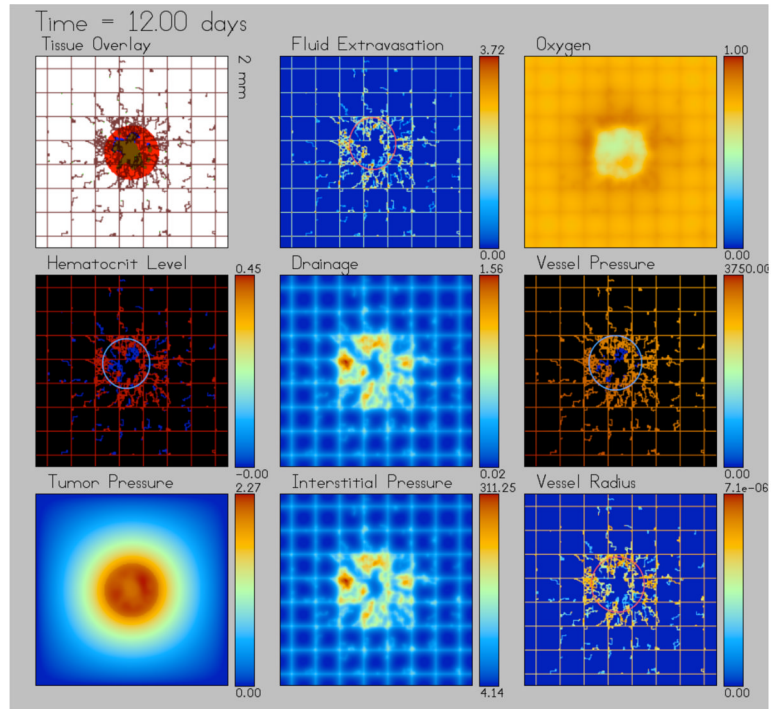 Time = 12.00 days
Tissue Overlay
2 mm
Fluid Extravasation
3.72
0.00
Oxygen
1.00
0.00
Hematocrit Level
0.45
-0.00
Drainage
1.56
0.02
Vessel Pressure
3750.00
0.00
Tumor Pressure
2.27
0.00
Interstitial Pressure
311.25
4.14
Vessel Radius
7.1e-06
0.00